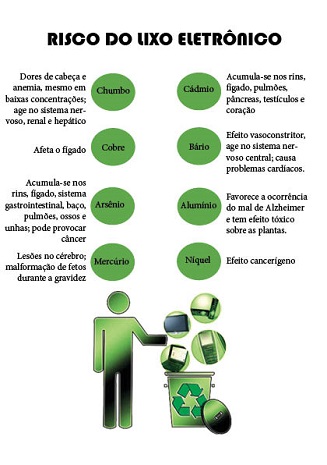 RISCO DO LIXO ELETRÔNICO
Dores de cabeça e
anemia, mesmo em
baixas concentrações;
age no sistema ner-
voso, renal e hepático
Chumbo
Cádmio
Acumula-se nos rins,
fígado, pulmões,
pâncreas, testículos e
coração
Afeta o fígado
Cobre
Bário
Efeito vasoconstritor,
age no sistema ner-
voso central; causa
problemas cardíacos.
Acumula-se nos
rins, fígado, sistema
gastrointestinal, baço,
pulmões, ossos e
unhas; pode provocar
câncer
Arsênio
Alumínio
Favorece a ocorrência
do mal de Alzheimer
e tem efeito tóxico
sobre as plantas.
Lesões no cérebro;
malformação de fetos
durante a gravidez
Mercúrio
Níquel
Efeito cancerígeno